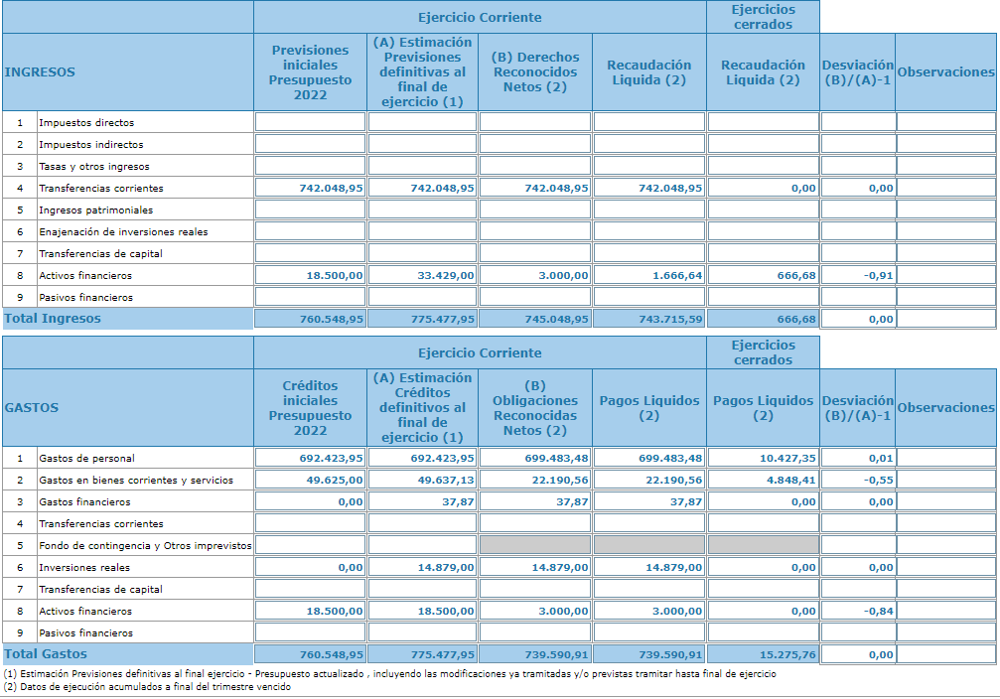 Ejercicio Corriente Ejercicios cerrados
INGRESOS Previsiones iniciales Presupuesto 2022 (A) Estimación Previsiones definitivas al final de ejercicio (1) (B) Derechos Reconocidos Netos (2) Recaudación Liquida (2) Recaudación Liquida (2) Desviación (B)/(A)-1 Observaciones
1 Impuestos directos
2 Impuestos indirectos
3 Tasas y otros ingresos
4 Transferencias corrientes 742.048,95 742.048,95 742.048,95 742.048,95 0,00 0,00
5 Ingresos patrimoniales
6 Enajenación de inversiones reales
7 Transferencias de capital
8 Activos financieros 18.500,00 33.429,00 3.000,00 1.666,64 666,68 -0,91
9 Pasivos financieros
Total Ingresos 760.548,95 775.477,95 745.048,95 743.715,59 666,68 0,00
Ejercicio Corriente Ejercicios cerrados
GASTOS Créditos iniciales Presupuesto 2022 (A) Estimación Créditos definitivos al final de ejercicio (1) (B) Obligaciones Reconocidas Netos (2) Pagos Liquidos (2) Pagos Liquidos (2) Desviación (B)/(A)-1 Observaciones
1 Gastos de personal 692.423,95 692.423,95 699.483,48 699.483,48 10.427,35 0,01
2 Gastos en bienes corrientes y servicios 49.625,00 49.637,13 22.190,56 22.190,56 4.848,41 -0,55
3 Gastos financieros 0,00 37,87 37,87 37,87 0,00 0,00
4 Transferencias corrientes
5 Fondo de contingencia y Otros imprevistos
6 Inversiones reales 0,00 14.879,00 14.879,00 14.879,00 0,00 0,00
7 Transferencias de capital
8 Activos financieros 18.500,00 18.500,00 3.000,00 3.000,00 0,00 -0,84
9 Pasivos financieros
Total Gastos 760.548,95 775.477,95 739.590,91 739.590,91 15.275,76 0,00
(1) Estimación Previsiones definitivas al final ejercicio - Presupuesto actualizado , incluyendo las modificaciones ya tramitadas y/o previstas tramitar hasta final de ejercicio
(2) Datos de ejecución acumulados a final del trimestre vencido